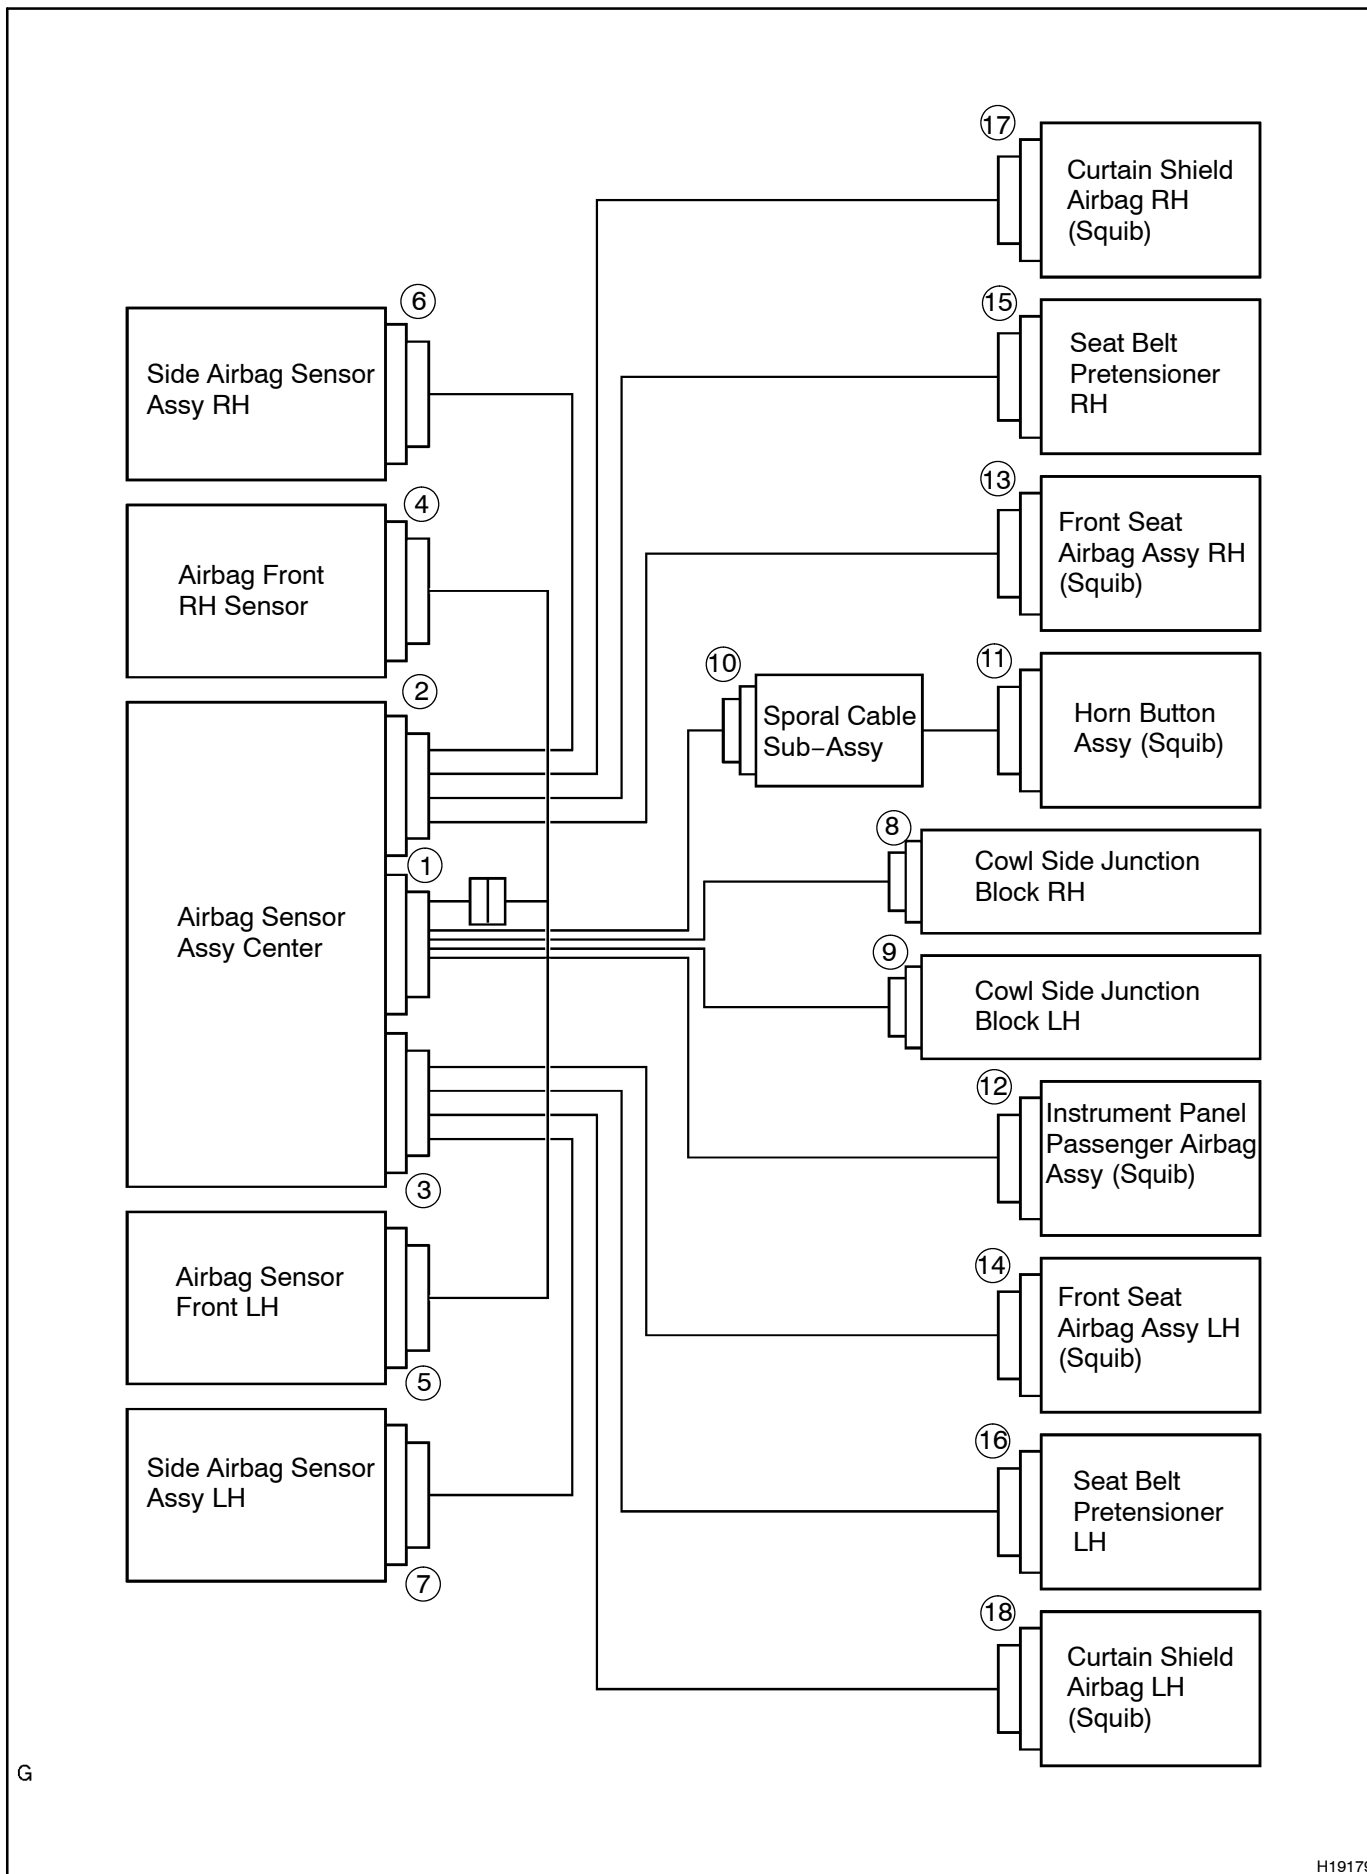 17
Curtain Shield
Airbag RH
(Squib)
6
Side Airbag Sensor
Assy RH
15
Seat Belt
Pretensioner
RH
4
Airbag Front
RH Sensor
13
Front Seat
Airbag Assy RH
(Squib)
2
10
Sporal Cable
Sub−Assy
11
Horn Button
Assy (Squib)
1
Airbag Sensor
Assy Center
8
Cowl Side Junction
Block RH
9
Cowl Side Junction
Block LH
3
12
Instrument Panel
Passenger Airbag
Assy (Squib)
Airbag Sensor
Front LH
5
14
Front Seat
Airbag Assy LH
(Squib)
Side Airbag Sensor
Assy LH
7
16
Seat Belt
Pretensioner
LH
18
Curtain Shield
Airbag LH
(Squib)
G
H19179